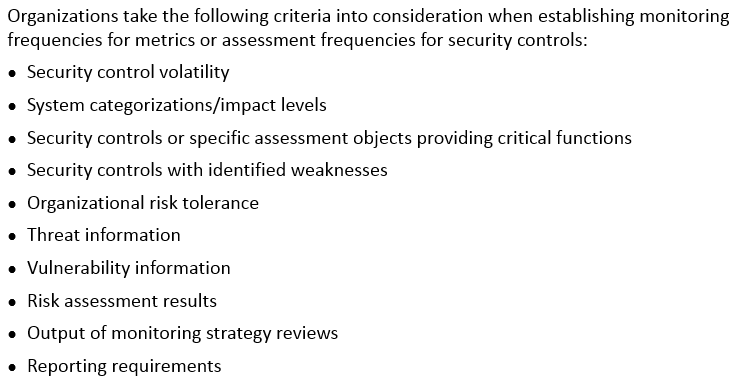 Organizations take the following criteria into consideration when establishing monitoring
frequencies for metrics or assessment frequencies for security controls:
• Security control volatility
• System categorizations/impact levels
• Security controls or specific assessment objects providing critical functions
• Security controls with identified weaknesses
• Organizational risk tolerance
• Threat information
• Vulnerability information
• Risk assessment results
• Output of monitoring strategy reviews
• Reporting requirements